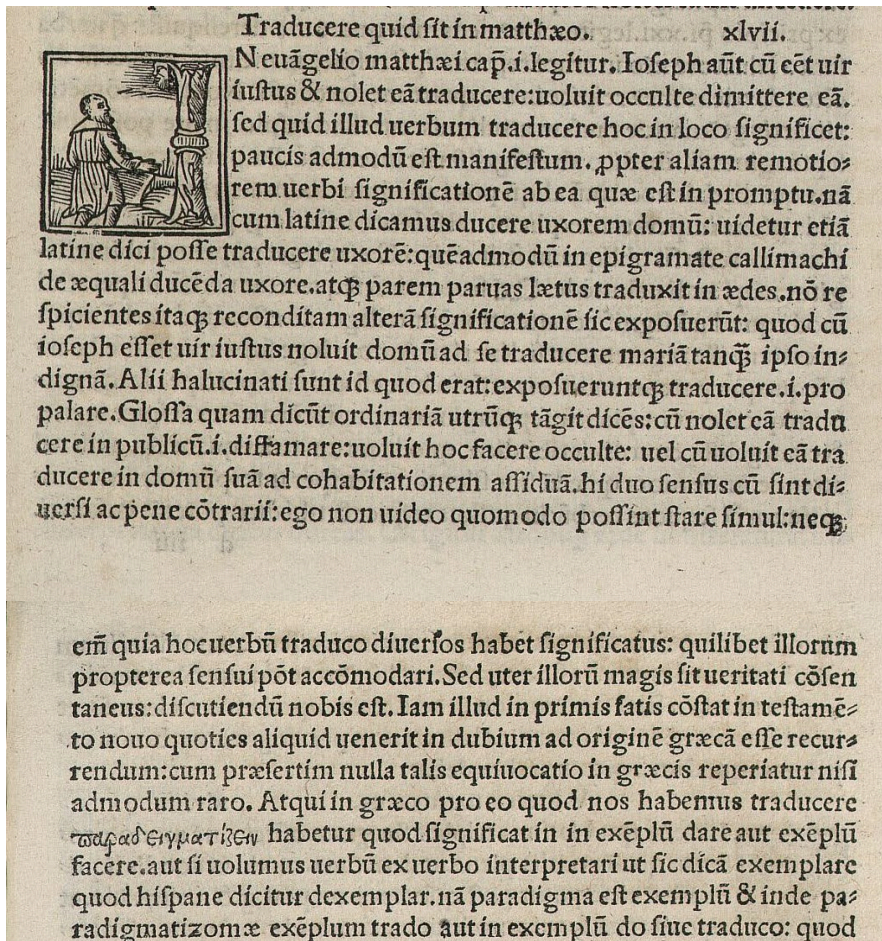 Traducere quid ſit in matthæo. xlvii.
IN euāgelio matthæi cap̄.i.legitur. Ioſeph aūt cū eēt uir
iuſtus & nolet eā traducere:uoluit occulte dimittere eā.
ſed quid illud uerbum traducere hoc in loco ſignificet:
paucis admodū eſt manifeſtum. ꝓpter aliam remotio⸗
rem uerbi ſignificationē ab ea quæ eſt in promptu.nā
cum latine dicamus ducere uxorem domū: uidetur etiā
latine dici poſſe traducere uxorē:quēadmodū in epigramate callimachi
de æquali ducēda uxore.atqꝫ parem paruas lætus traduxit in ædes.nō re
ſpicientes itaqꝫ reconditam alterā ſignificationē ſic expoſuerūt: quod cū
ioſeph eſſet uir iuſtus noluit domū ad ſe traducere mariā tanq̄ꝫ ipſo in⸗
dignā. Alii halucinati ſunt id quod erat:expoſueruntqꝫ traducere.i.pro
palare.Gloſſa quam dicūt ordinariā utrūqꝫ tāgit dicēs:cū nolet eā tradu
cere in publicū.i.diffamare:uoluit hoc facere occulte: uel cū uoluit eā tra
ducere in domū ſuā ad cohabitationem aſſiduā.hi duo ſenſus cū ſint di⸗
uerſi ac pene cōtrarii:ego non uideo quomodo poſſint ſtare ſimul:neqꝫ
em̄ quia hoc uerbū traduco diuerſos habet ſignificatus: quilibet illorum
propterea ſenſui pōt accōmodari.Sed uter illorū magis ſit ueritati cōſen
taneus:diſcutiendū nobis eſt. Iam illud in primis ſatis cōſtat in teſtamē⸗
to nouo quoties aliquid uenerit in dubium ad originē græcā eſſe recur⸗
rendum:cum præſertim nulla talis equiuocatio in græcis reperiatur niſi
admodum raro. Atqui in græco pro eo quod nos habemus traducere
ϖαραδειγματίζειν habetur quod ſignificat in in exēplū dare aut exēplū
facere.aut ſi uolumus uerbū ex uerbo interpretari ut ſic dicā exemplare
quod hiſpane dicitur dexemplar.nā paradigma eſt exemplū & inde pa⸗
radigmatizomæ exēplum trado aut in exemplū do ſiue traduco: quod